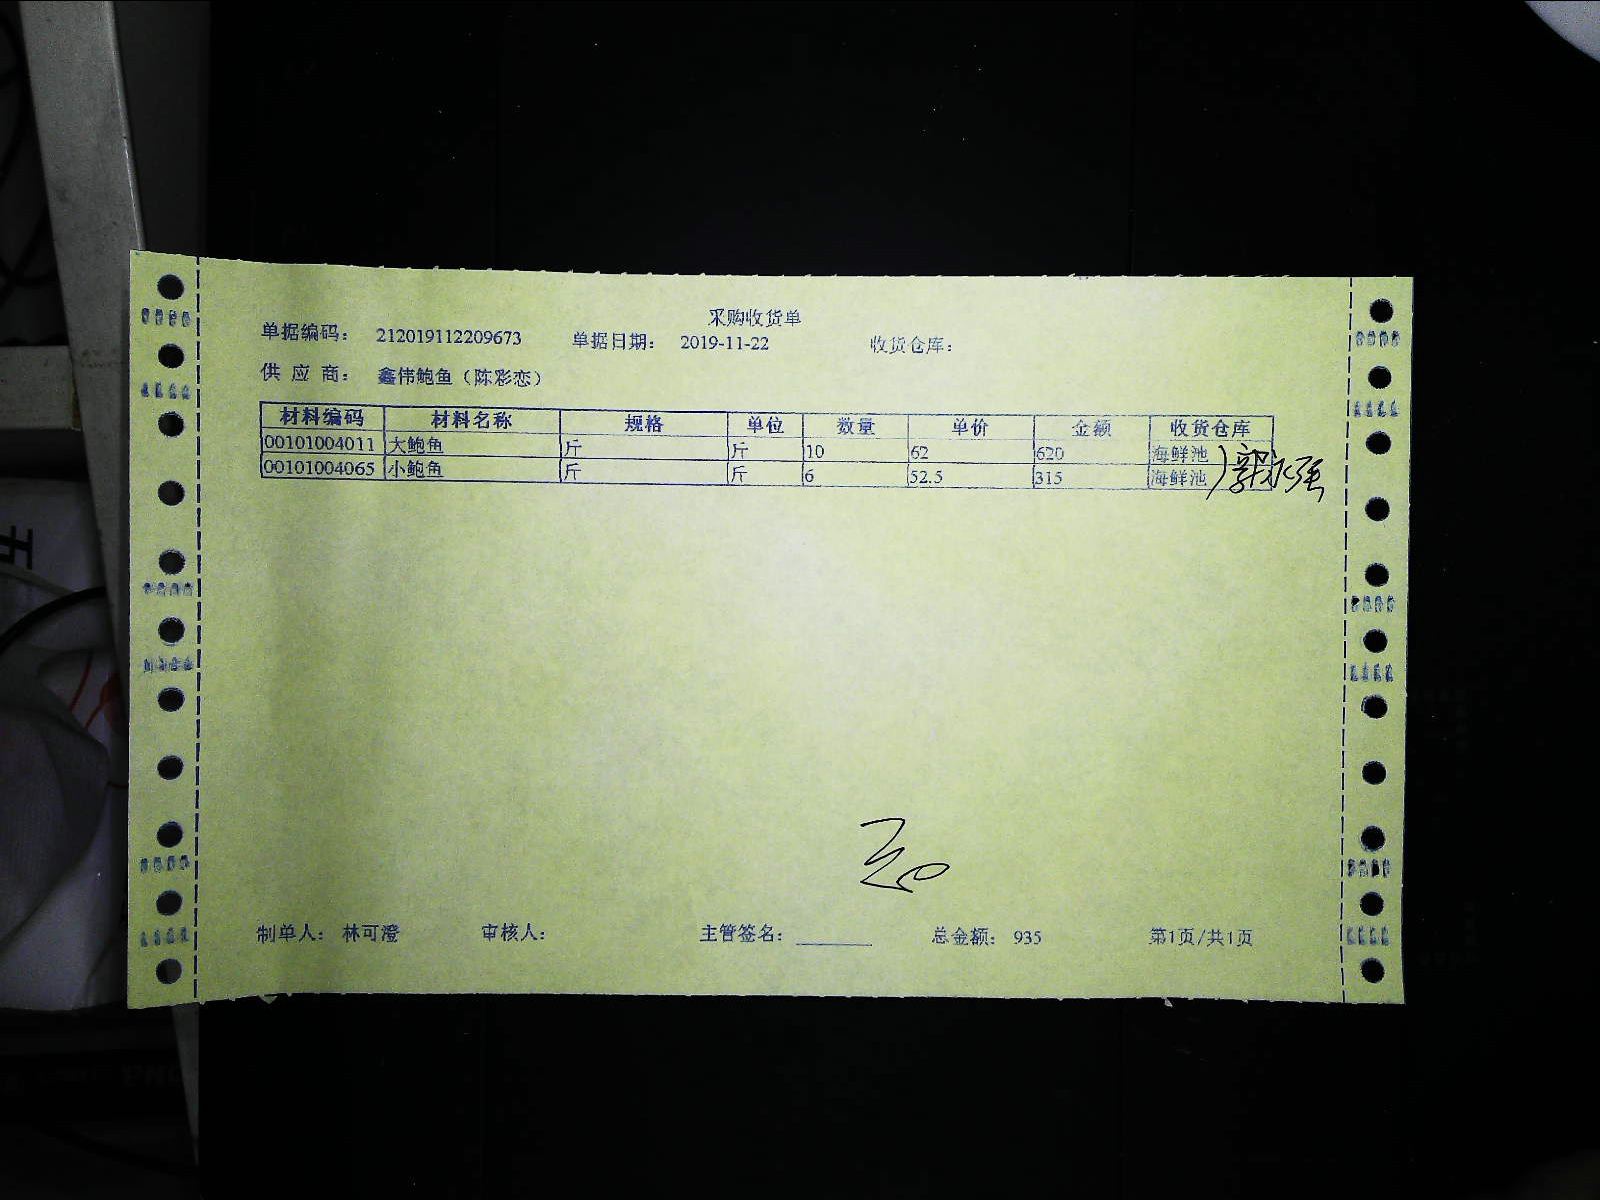 采购收货单
单据编码： 212019112209673 单据日期： 2019-11-22 收货仓库：
供 应 商： 鑫伟鲍鱼（陈彩恋）
材料编码 材料名称 规格 单位 数量 单价 金额 收货仓库
00101004011 大鲍鱼 斤 斤 10 62 620 海鲜池
00101004065 小鲍鱼 斤 斤 6 52.5 315 海鲜池
制单人： 林可澄 审核人： 主管签名： 总金额： 935 第1页/共1页